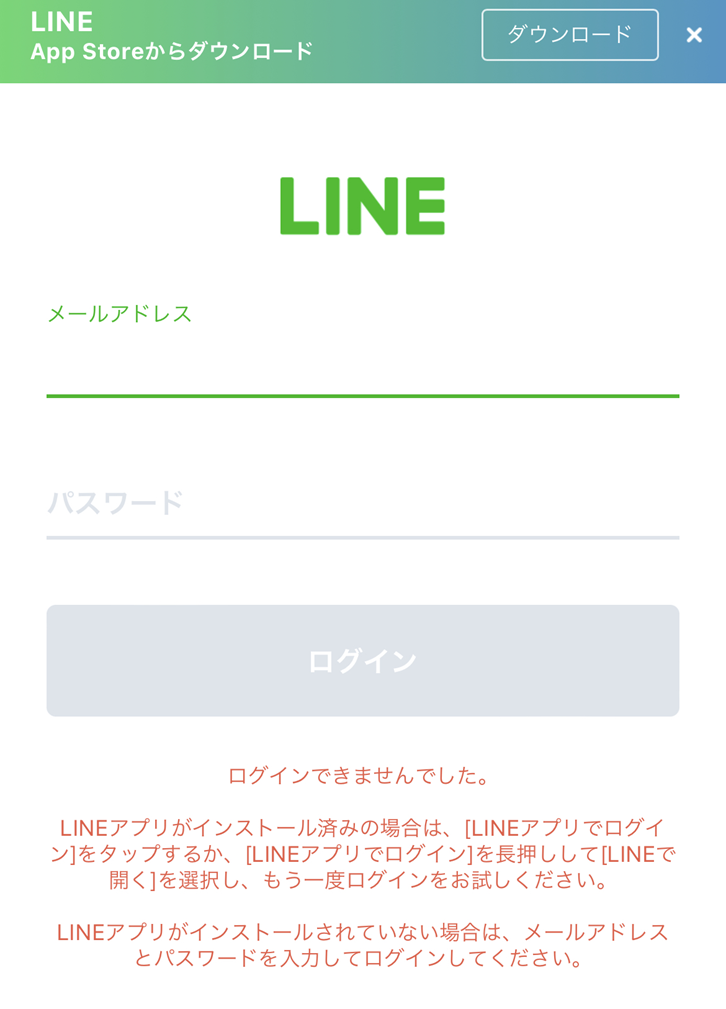 LINE
App Storeからダウンロード
ダウンロード
×
LINE
メールアドレス
パスワード
ログイン
ログインできませんでした。
LINEアプリがインストール済みの場合は、[LINEアプリでログイ
ン]をタップするか、[LINEアプリでログイン]を長押しして[LINEで
開く]を選択し、もう一度ログインをお試しください。
LINEアプリがインストールされていない場合は、メールアドレス
とパスワードを入力してログインしてください。